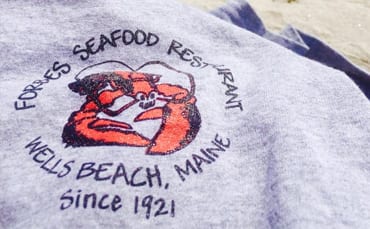 FORBES SEAFOOD RESTAURANT
WELLS BEACH, MAINE
Since 1921